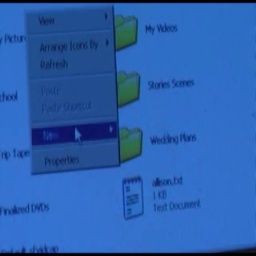 View
My Videos
y Pictur
Arrange Icons By
Refresh
Stories Scenes
Paste
chool
Paste Shortcut
New
Wedding Plans
rip Tape
Properties
allison.txt
1 KB
Text Document
Finalized DVDs